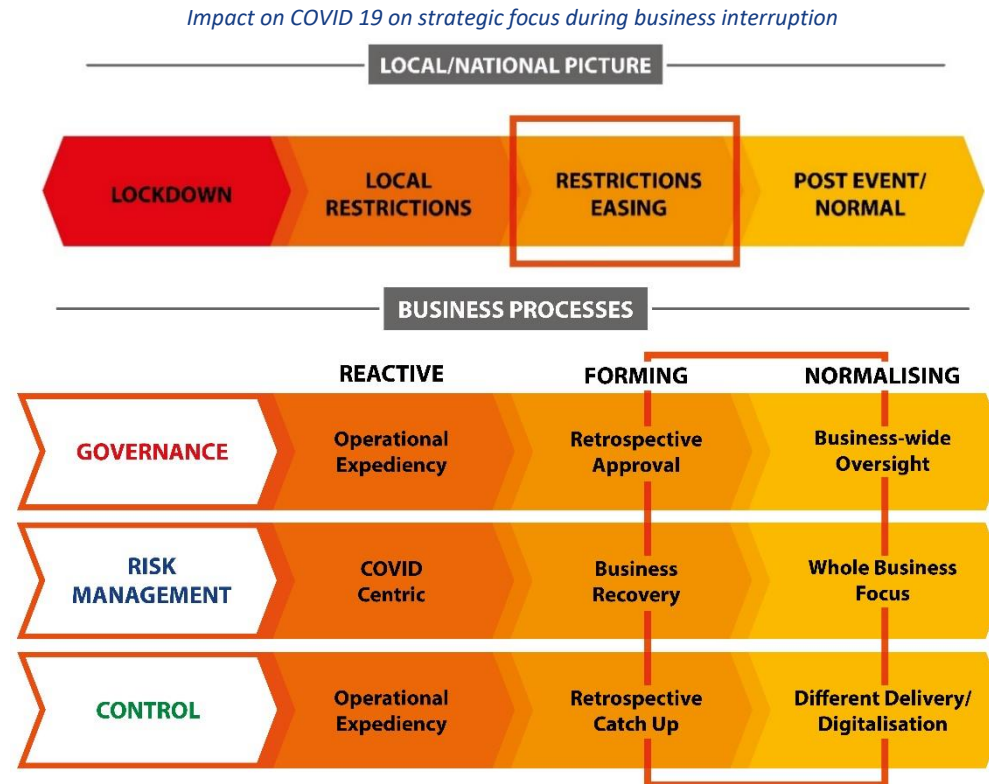 Impact on COVID 19 on strategic focus during business interruption
LOCAL/NATIONAL PICTURE
LOCKDOWN
LOCAL
RESTRICTIONS
RESTRICTIONS
EASING
POST EVENT/
NORMAL
BUSINESS PROCESSES
REACTIVE
FORMING
NORMALISING
GOVERNANCE
Operational
Expediency
Retrospective
Approval
Business-wide
Oversight
RISK
MANAGEMENT
COVID
Centric
Business
Recovery
Whole Business
Focus
CONTROL
Operational
Expediency
Retrospective
Catch Up
Different Delivery/
Digitalisation